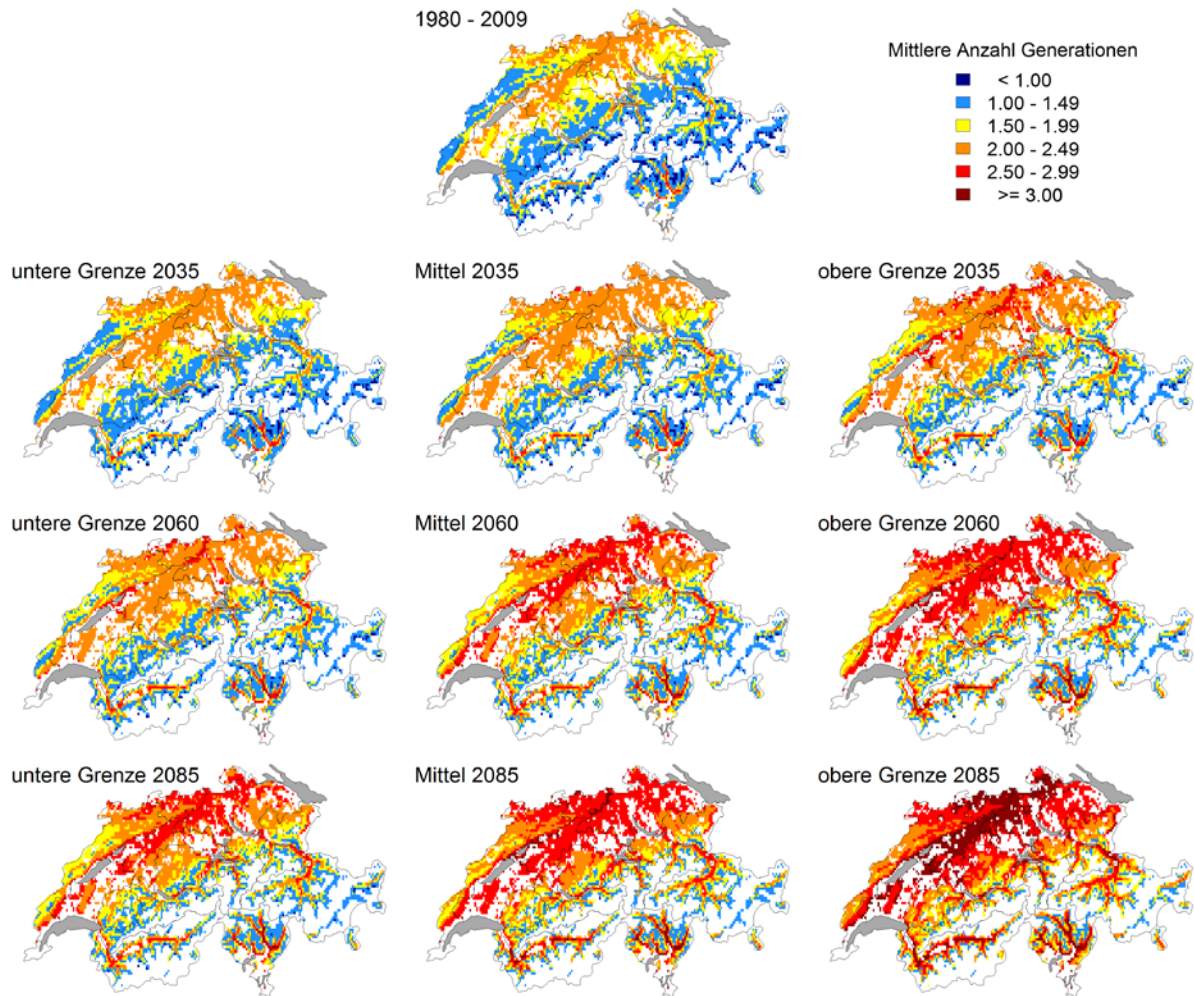 1980 - 2009
Mittlere Anzahl Generationen
< 1.00
1.00 - 1.49
1.50 - 1.99
2.00 - 2.49
2.50 - 2.99
>= 3.00
untere Grenze 2035
Mittel 2035
obere Grenze 2035
untere Grenze 2060
Mittel 2060
obere Grenze 2060
untere Grenze 2085
Mittel 2085
obere Grenze 2085